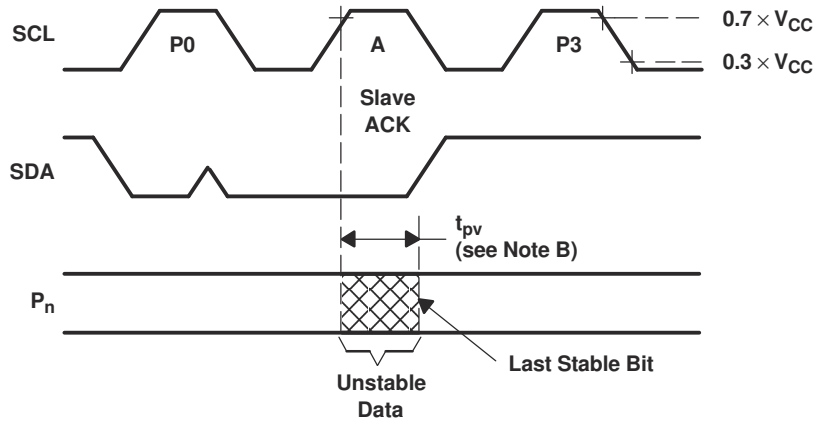 SCL
P0
A
P3
0.7 × VCC
0.3 × VCC
Slave
ACK
SDA
tpv
(see Note B)
Pn
Last Stable Bit
Unstable
Data